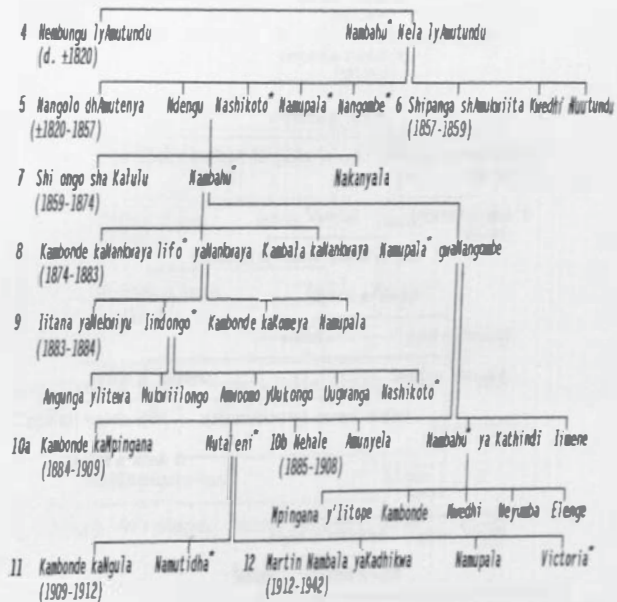 4 Nembungu lyAmutundu Nambahu* Nela lyAmutundu
(d. ±1820)
5 Nangolo dhAmutenya Ndengu Nashikoto* Namupala* Nangombe* 6 Shipanga shAmukwiita Kwedhi Muutundu
(±1820-1857) (1857-1859)
7 Shi ongo sha Kalulu Nambahu* Nakanyala
(1859-1874)
8 Kambonde kaNankwaya Iifo* yaNankwaya Kambala kaNankwaya Namupala* gwaNangombe
(1874-1883)
9 Iitana yaNekwiyu Iindongo* Kambonde kaKomeya Namupala
(1883-1884)
Angunga yIitewa Mukwiilongo Amupomo yUukongo Uugwanga Nashikoto*
10a Kambonde kaMpingana Mutaleni* 10b Nehale Amunyela Nambahu* ya Kathindi Iimene
(1884-1909) (1885-1908)
Mpingana y'Iitope Kambonde Kwedhi Weyumba Elenge
11 Kambonde kaNgula Namutidha* 12 Martin Nambala yaKadhikwa Namupala Victoria*
(1909-1912) (1912-1942)